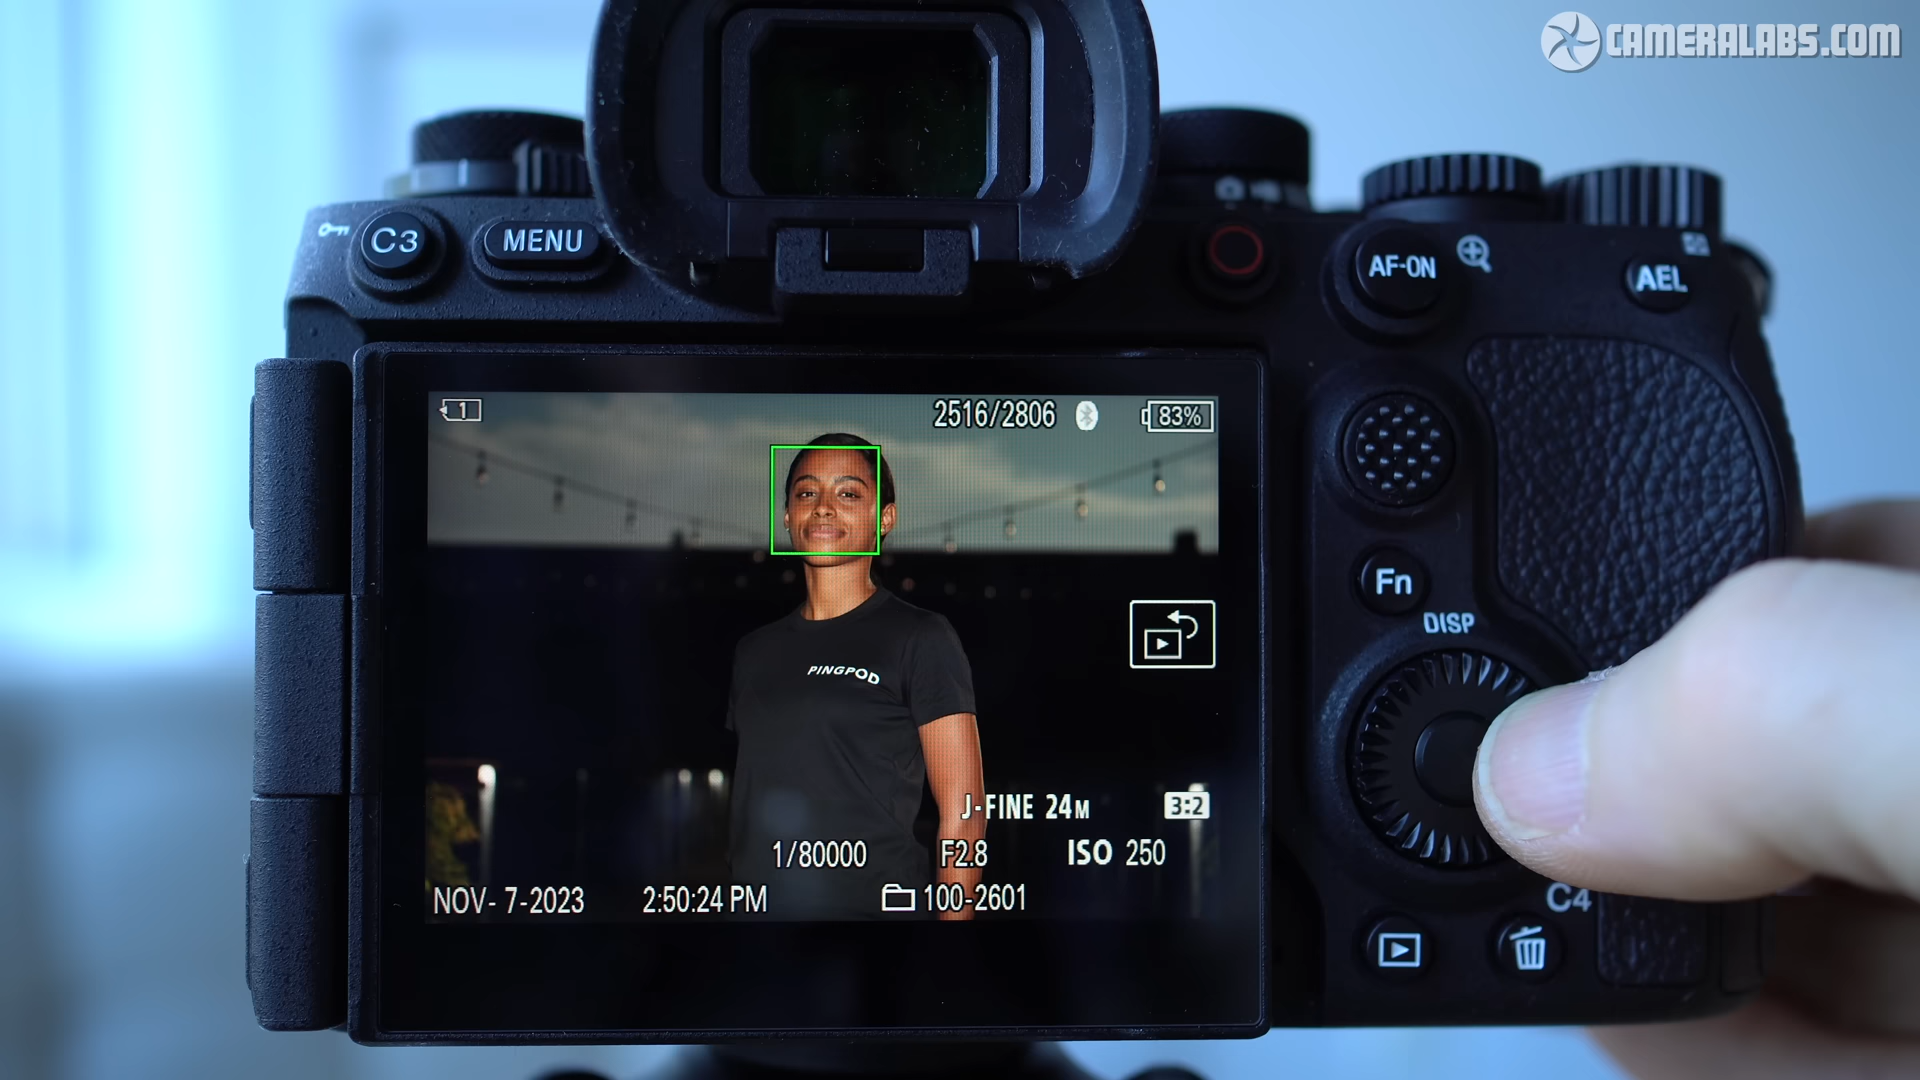 CAMERALABS.COM
C3
MENU
AF-ON
AEL
1
2516/2806
83%
Fn
DISP
PINGPOD
J-FINE 24M
3:2
1/80000
F2.8
ISO 250
NOV- 7-2023
2:50:24 PM
100-2601
C4